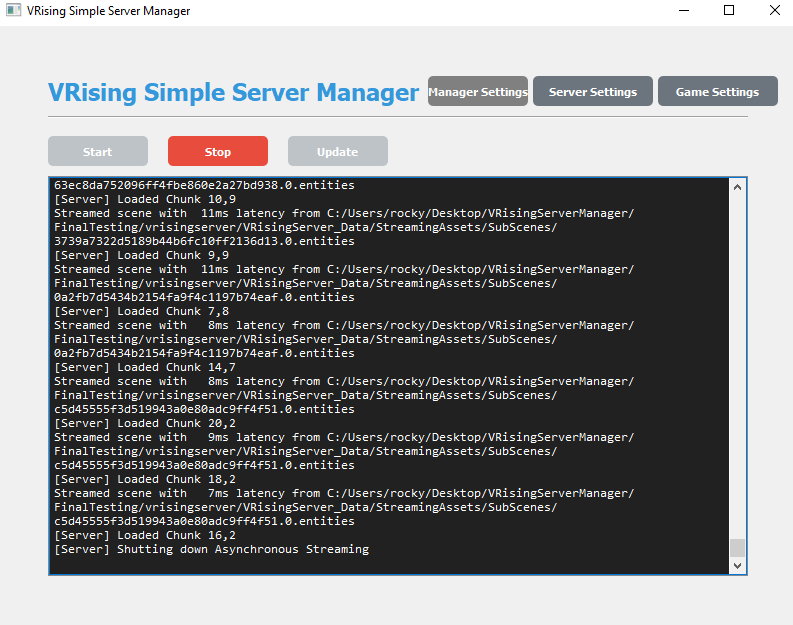 VRising Simple Server Manager
VRising Simple Server Manager
Manager Settings
Server Settings
Game Settings
Start
Stop
Update
63ec8da752096ff4fbe860e2a27bd938.0.entities
[Server] Loaded Chunk 10,9
Streamed scene with  11ms latency from C:/Users/rocky/Desktop/VRisingServerManager/
FinalTesting/vrisingserver/VRisingServer_Data/StreamingAssets/SubScenes/
3739a7322d5189b44b6fc10ff2136d13.0.entities
[Server] Loaded Chunk 9,9
Streamed scene with  11ms latency from C:/Users/rocky/Desktop/VRisingServerManager/
FinalTesting/vrisingserver/VRisingServer_Data/StreamingAssets/SubScenes/
0a2fb7d5434b2154fa9f4c1197b74eaf.0.entities
[Server] Loaded Chunk 7,8
Streamed scene with   8ms latency from C:/Users/rocky/Desktop/VRisingServerManager/
FinalTesting/vrisingserver/VRisingServer_Data/StreamingAssets/SubScenes/
0a2fb7d5434b2154fa9f4c1197b74eaf.0.entities
[Server] Loaded Chunk 14,7
Streamed scene with   8ms latency from C:/Users/rocky/Desktop/VRisingServerManager/
FinalTesting/vrisingserver/VRisingServer_Data/StreamingAssets/SubScenes/
c5d45555f3d519943a0e80adc9ff4f51.0.entities
[Server] Loaded Chunk 20,2
Streamed scene with   9ms latency from C:/Users/rocky/Desktop/VRisingServerManager/
FinalTesting/vrisingserver/VRisingServer_Data/StreamingAssets/SubScenes/
c5d45555f3d519943a0e80adc9ff4f51.0.entities
[Server] Loaded Chunk 18,2
Streamed scene with   7ms latency from C:/Users/rocky/Desktop/VRisingServerManager/
FinalTesting/vrisingserver/VRisingServer_Data/StreamingAssets/SubScenes/
c5d45555f3d519943a0e80adc9ff4f51.0.entities
[Server] Loaded Chunk 16,2
[Server] Shutting down Asynchronous Streaming